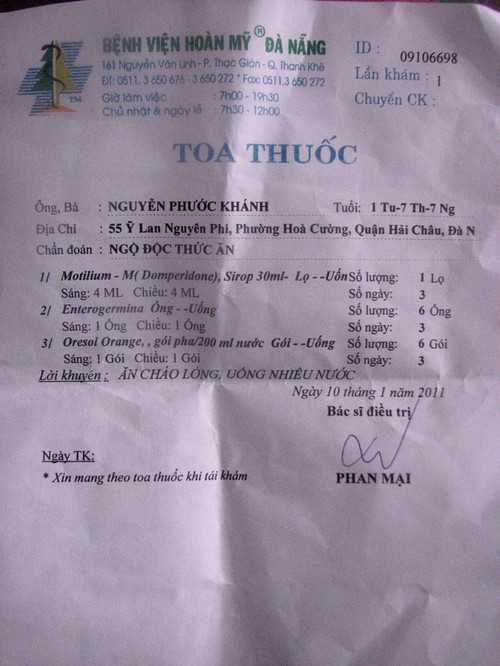 BỆNH VIỆN HOÀN MỸ ® ĐÀ NẴNG
161 Nguyễn Văn Linh - P. Thạc Gián - Q. Thanh Khê
ĐT: 0511. 3 650 676 - 3 650 272 * Fax: 0511.3 650 272
Giờ làm việc : 7h00 - 19h30
Chủ nhật & ngày lễ : 7h30 - 12h00
TM
ID : 09106698
Lần khám : 1
Chuyển CK :
TOA THUỐC
Ông, Bà : NGUYỄN PHƯỚC KHÁNH Tuổi: 1 Tu-7 Th-7 Ng
Địa Chỉ : 55 Ỷ Lan Nguyên Phi, Phường Hoà Cường, Quận Hải Châu, Đà N
Chẩn đoán : NGỘ ĐỘC THỨC ĂN
1/ Motilium - M( Domperidone), Sirop 30ml- Lọ - -Uốn Số lượng: 1 Lọ
Sáng: 4 ML Chiều: 4 ML Số ngày: 3
2/ Enterogermina Ống - -Uống Số lượng: 6 Ống
Sáng: 1 Ống Chiều: 1 Ống Số ngày: 3
3/ Oresol Orange, , gói pha/200 ml nước Gói - -Uống Số lượng: 6 Gói
Sáng: 1 Gói Chiều: 1 Gói Số ngày: 3
Lời khuyên : ĂN CHÁO LỎNG, UỐNG NHIỀU NƯỚC
Ngày 10 tháng 1 năm 2011
Bác sĩ điều trị
Ngày TK:
* Xin mang theo toa thuốc khi tái khám
PHAN MẠI